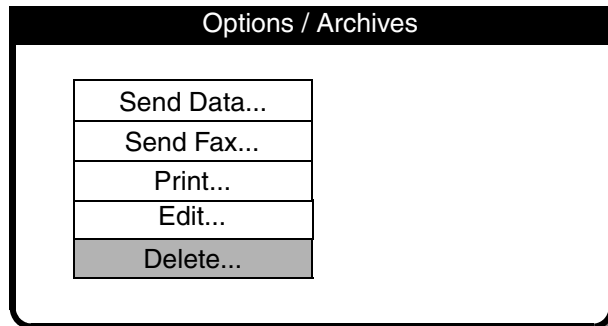 Options / Archives
Send Data...
Send Fax...
Print...
Edit...
Delete...